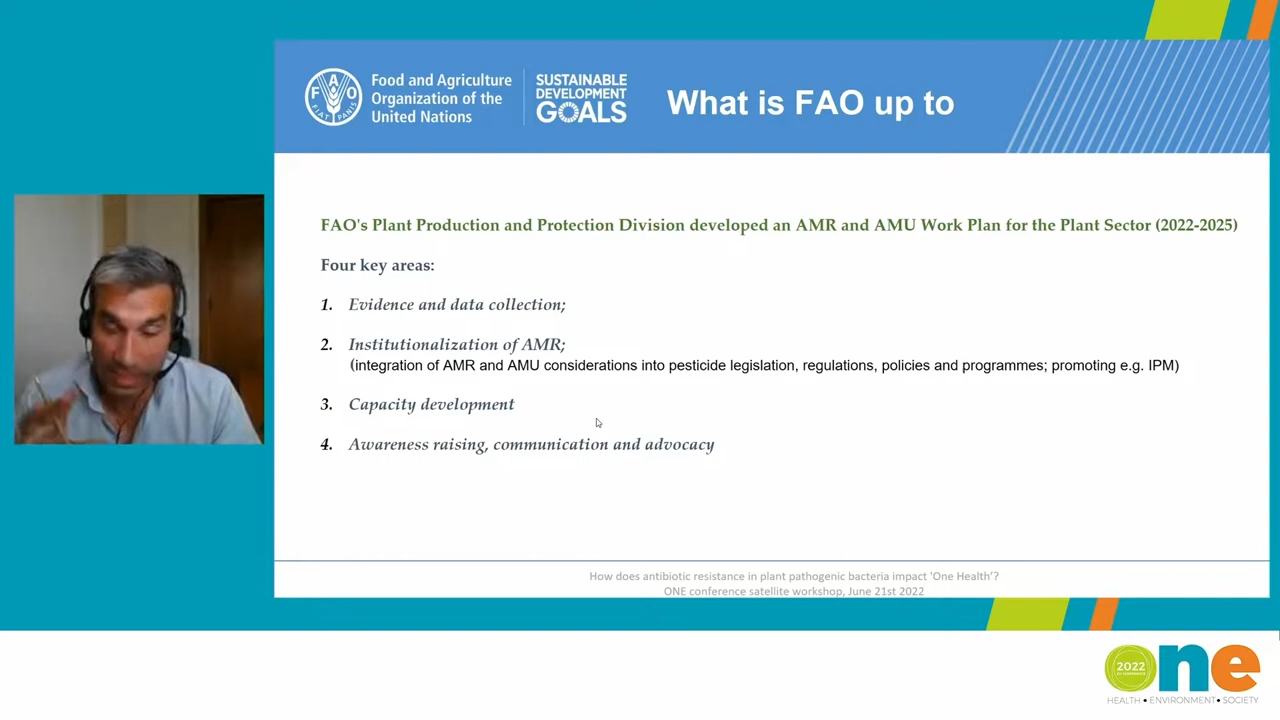 FAO
FIAT PANIS
Food and Agriculture
Organization of the
United Nations
SUSTAINABLE
DEVELOPMENT
GOALS
What is FAO up to
FAO's Plant Production and Protection Division developed an AMR and AMU Work Plan for the Plant Sector (2022-2025)
Four key areas:
1. Evidence and data collection;
2. Institutionalization of AMR;
(integration of AMR and AMU considerations into pesticide legislation, regulations, policies and programmes; promoting e.g. IPM)
3. Capacity development
4. Awareness raising, communication and advocacy
How does antibiotic resistance in plant pathogenic bacteria impact 'One Health'?
ONE conference satellite workshop, June 21st 2022
2022
one
HEALTH • ENVIRONMENT • SOCIETY